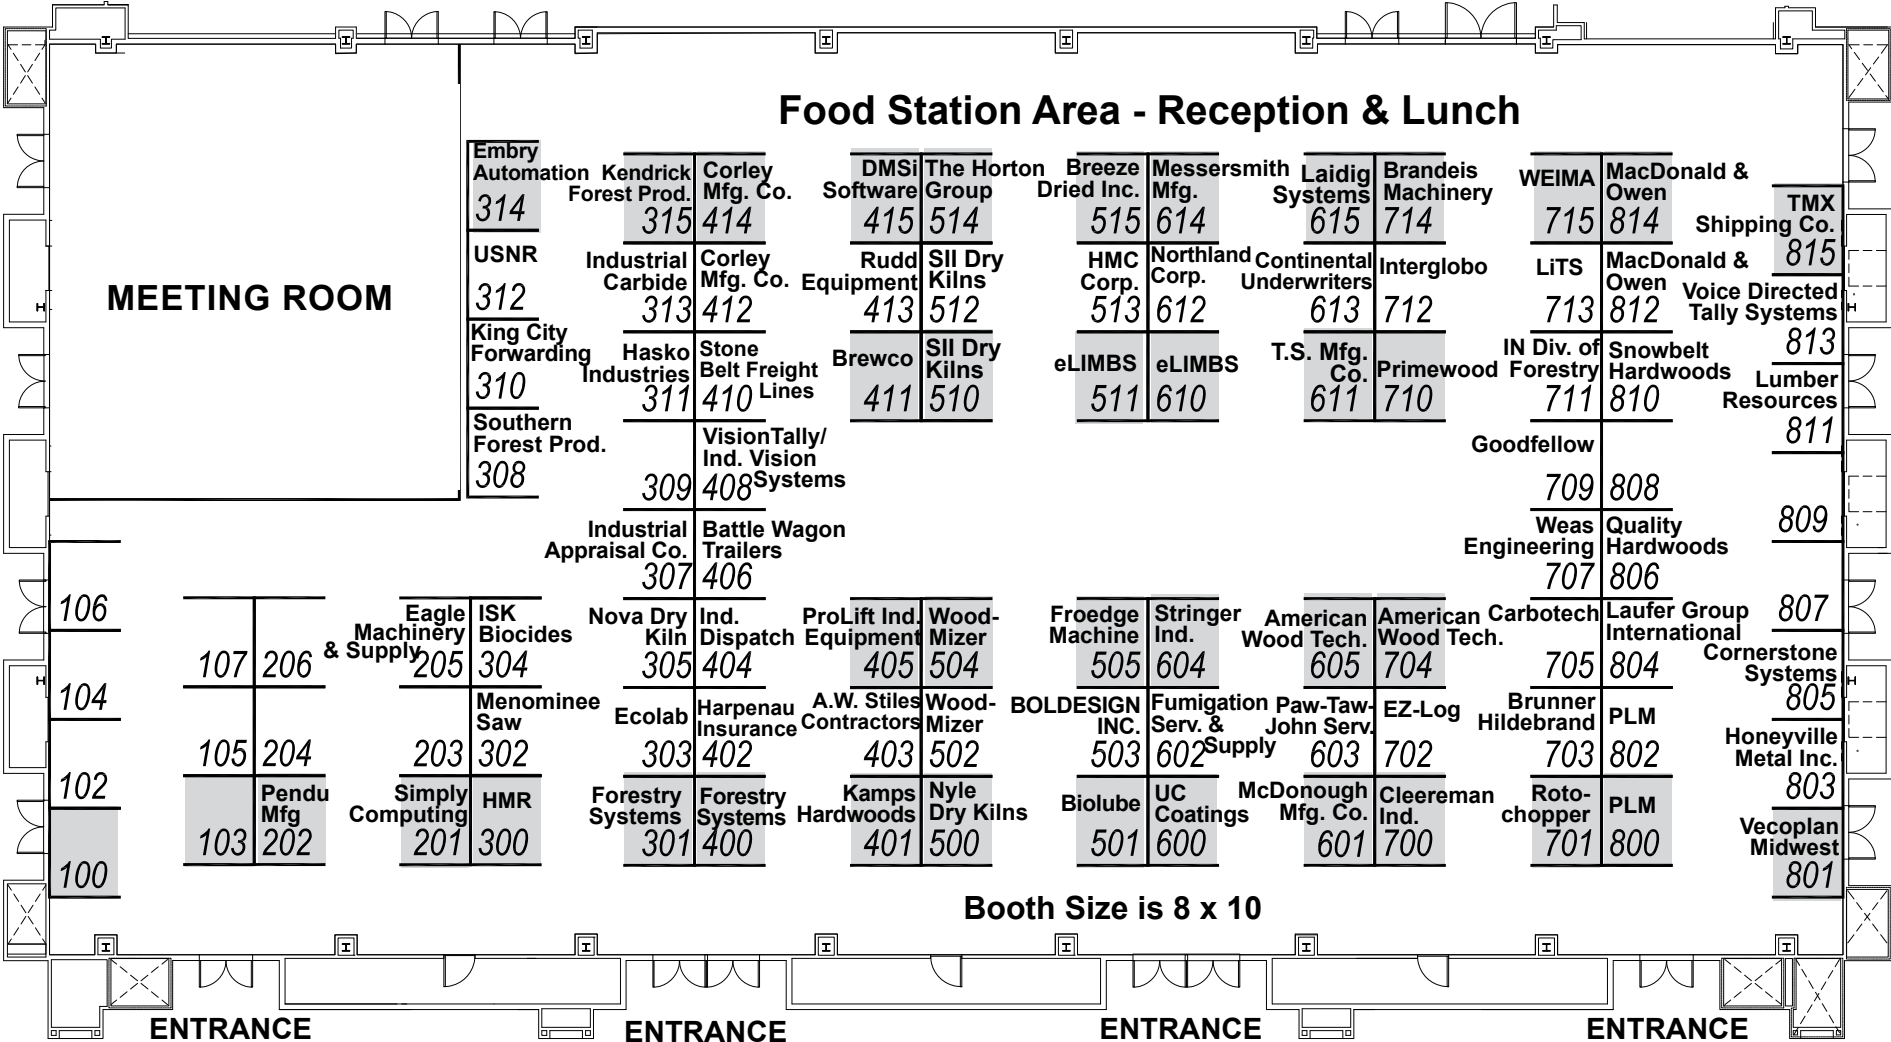 Food Station Area - Reception & Lunch
MEETING ROOM
Embry
Automation
314
USNR
312
King City
Forwarding
310
Southern
Forest Prod.
308
Kendrick
Forest Prod.
315
Corley
Mfg. Co.
414
Industrial
Carbide
313
Corley
Mfg. Co.
412
Hasko
Industries
311
Stone
Belt Freight
Lines
410
309
VisionTally/
Ind. Vision
Systems
408
Industrial
Appraisal Co.
307
Battle Wagon
Trailers
406
Nova Dry
Kiln
305
Ind.
Dispatch
404
Ecolab
303
Harpenau
Insurance
402
Forestry
Systems
301
Forestry
Systems
400
DMSi
Software
415
The Horton
Group
514
Rudd
Equipment
413
SII Dry
Kilns
512
Brewco
411
SII Dry
Kilns
510
Breeze
Dried Inc.
515
Messersmith
Mfg.
614
HMC
Corp.
513
Northland
Corp.
612
eLIMBS
511
eLIMBS
610
Laidig
Systems
615
Brandeis
Machinery
714
Continental
Underwriters
613
Interglobo
712
T.S. Mfg.
Co.
611
Primewood
710
WEIMA
715
MacDonald &
Owen
814
LiTS
713
MacDonald &
Owen
812
IN Div. of
Forestry
711
Snowbelt
Hardwoods
810
Goodfellow
709
808
Weas
Engineering
707
Quality
Hardwoods
806
Carbotech
705
Laufer Group
International
804
Brunner
Hildebrand
703
PLM
802
Roto-
chopper
701
PLM
800
TMX
Shipping Co.
815
Voice Directed
Tally Systems
813
Lumber
Resources
811
809
807
Cornerstone
Systems
805
Honeyville
Metal Inc.
803
Vecoplan
Midwest
801
106
104
102
100
107
206
105
204
103
Pendu
Mfg
202
Eagle
Machinery
& Supply
205
ISK
Biocides
304
203
Menominee
Saw
302
Simply
Computing
201
HMR
300
ProLift Ind.
Equipment
405
Wood-
Mizer
504
A.W. Stiles
Contractors
403
Wood-
Mizer
502
Kamps
Hardwoods
401
Nyle
Dry Kilns
500
Froedge
Machine
505
Stringer
Ind.
604
BOLDESIGN
INC.
503
Fumigation
Serv. &
Supply
602
Biolube
501
UC
Coatings
600
American
Wood Tech.
605
American
Wood Tech.
704
Paw-Taw-
John Serv.
603
EZ-Log
702
McDonough
Mfg. Co.
601
Cleereman
Ind.
700
Booth Size is 8 x 10
ENTRANCE
ENTRANCE
ENTRANCE
ENTRANCE